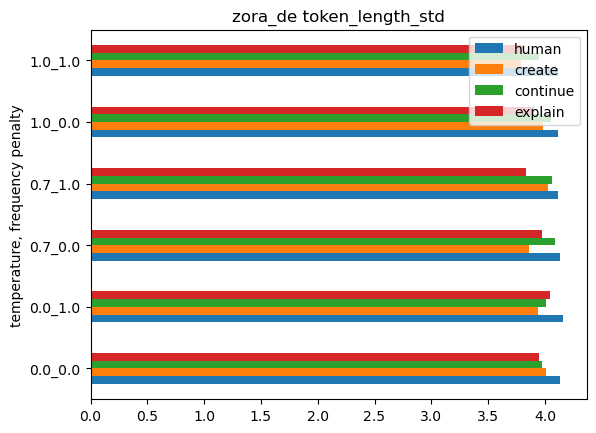 zora_de token_length_std
human
create
continue
explain
temperature, frequency penalty
1.0_1.0
1.0_0.0
0.7_1.0
0.7_0.0
0.0_1.0
0.0_0.0
0.0 0.5 1.0 1.5 2.0 2.5 3.0 3.5 4.0